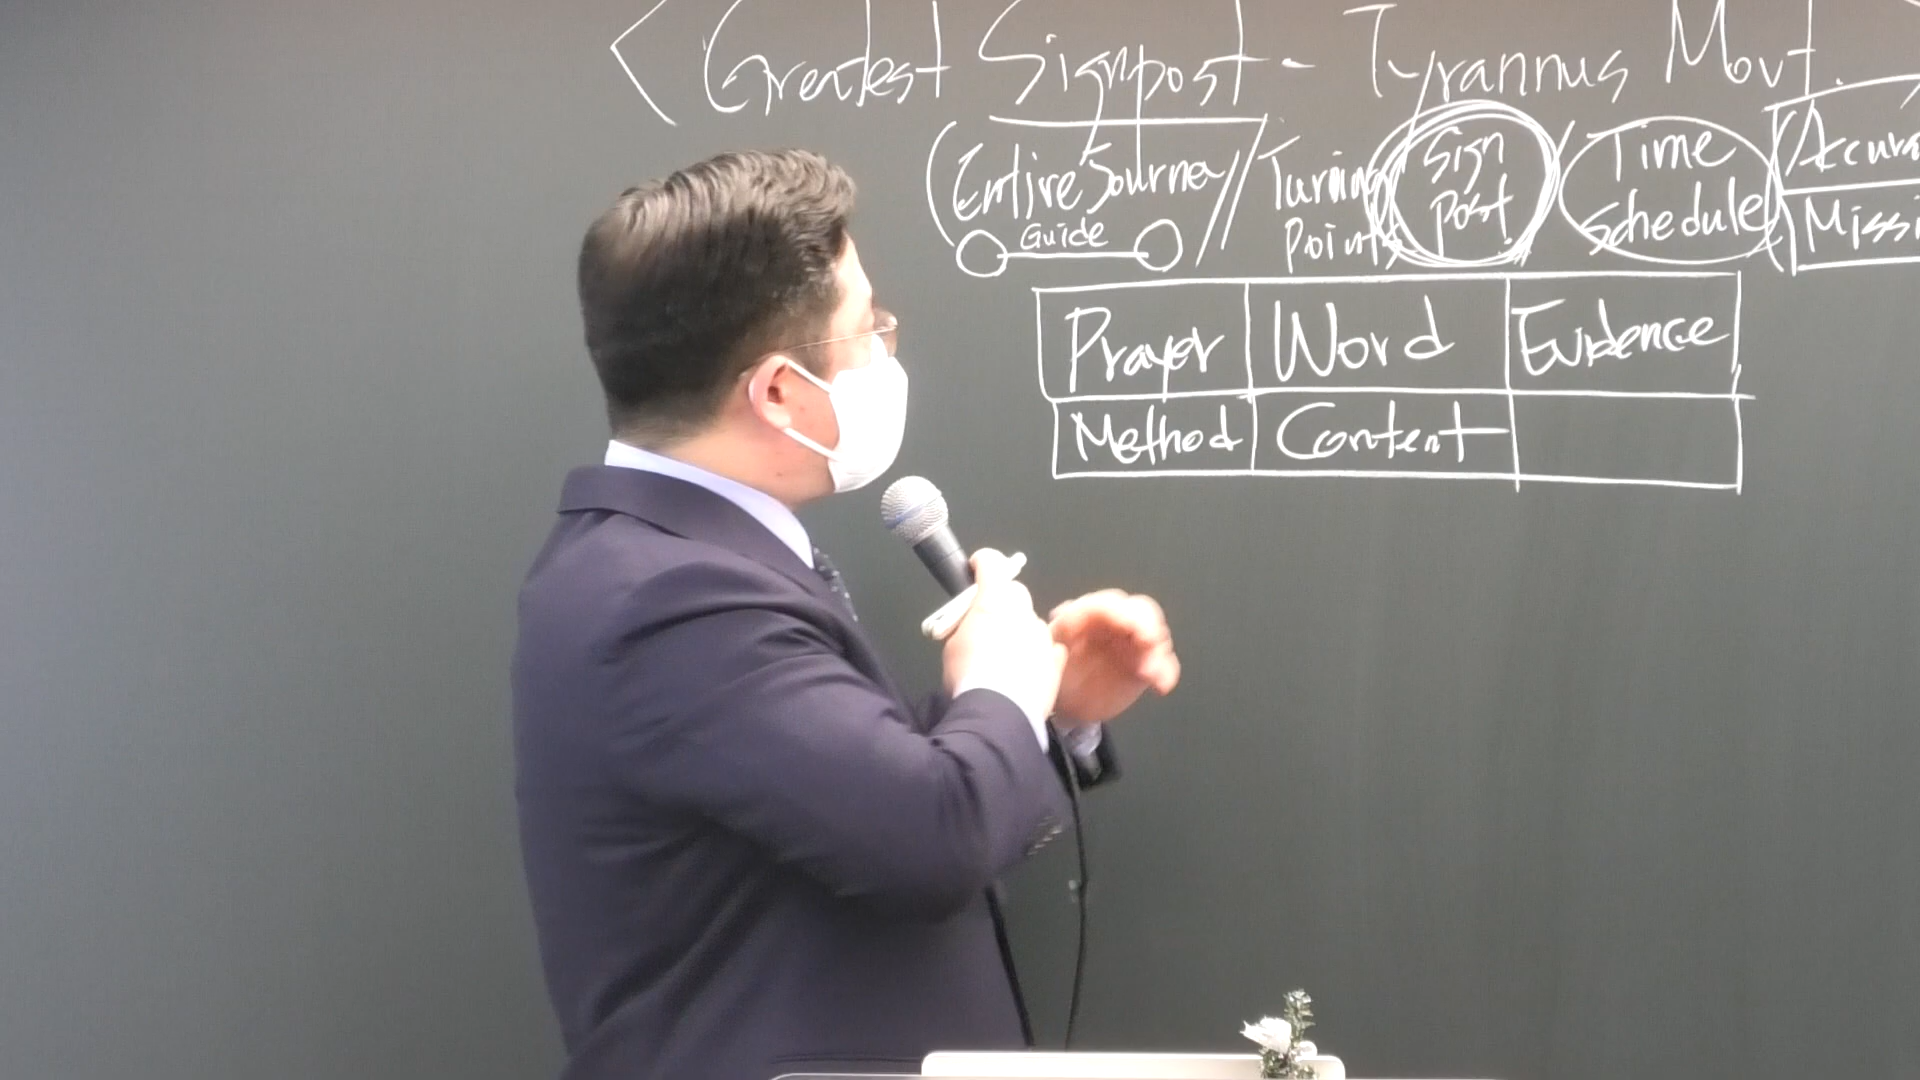 <Greatest Signpost - Tyrannus Movt.>
(Entire Journey // Turning Points Sign Post / Time Schedule
Guide
Prayer Word Evidence
Method Content